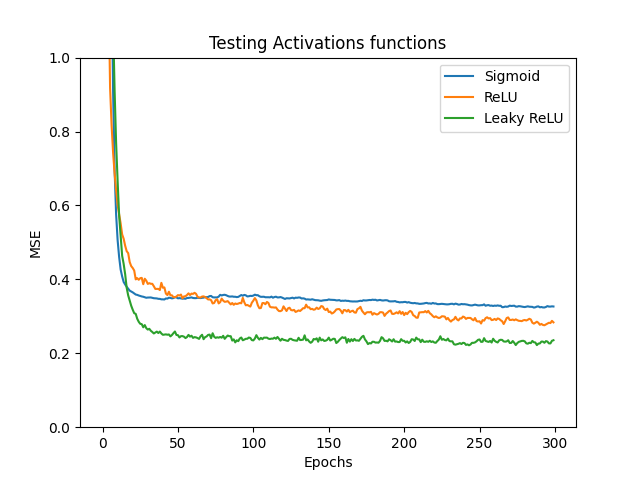 Testing Activations functions
Sigmoid
ReLU
Leaky ReLU
MSE
1.0
0.8
0.6
0.4
0.2
0.0
0 50 100 150 200 250 300
Epochs